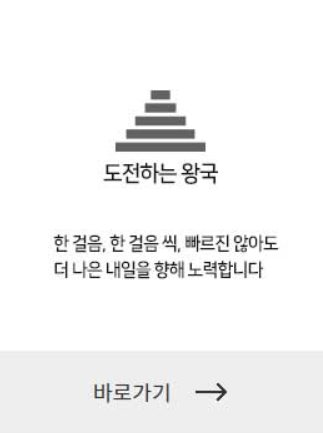 도전하는 왕국
한 걸음, 한 걸음 씩, 빠르진 않아도
더 나은 내일을 향해 노력합니다
바로가기